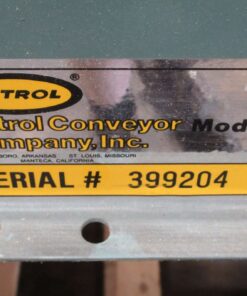 TROL
trol Conveyor Mod
ompany, Inc.
BORO, ARKANSAS ST. LOUIS, MISSOURI
MANTECA, CALIFORNIA
ERIAL # 399204